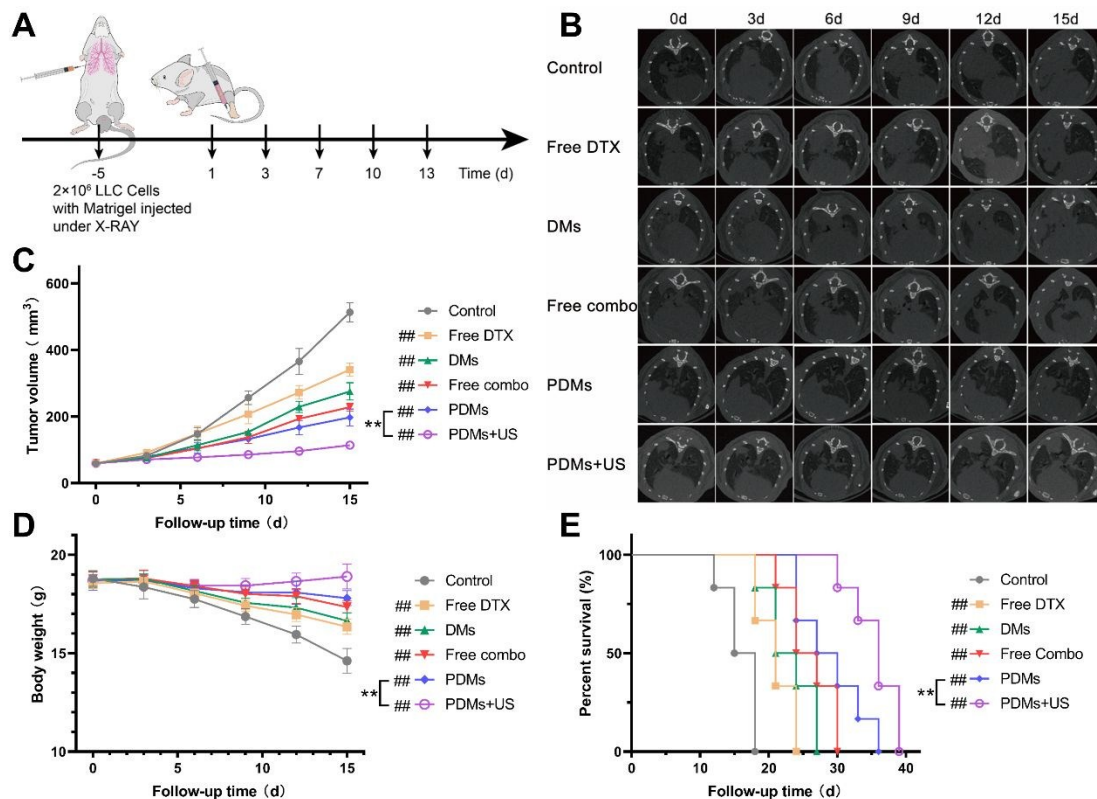 A
-5
1
3
7
10
13
Time (d)
2×10⁶ LLC Cells
with Matrigel injected
under X-RAY
B
0d 3d 6d 9d 12d 15d
Control
Free DTX
DMs
Free combo
PDMs
PDMs+US
C
Tumor volume（mm³）
600
400
200
0
0 5 10 15
Follow-up time（d）
Control
## Free DTX
## DMs
## Free combo
## PDMs
** 
## PDMs+US
D
Body weight (g)
20
18
15
13
10
0 5 10 15
Follow-up time（d）
Control
## Free DTX
## DMs
## Free combo
## PDMs
**
## PDMs+US
E
Percent survival (%)
100
50
0
0 10 20 30 40
Follow-up time（d）
Control
## Free DTX
## DMs
## Free Combo
## PDMs
**
## PDMs+US